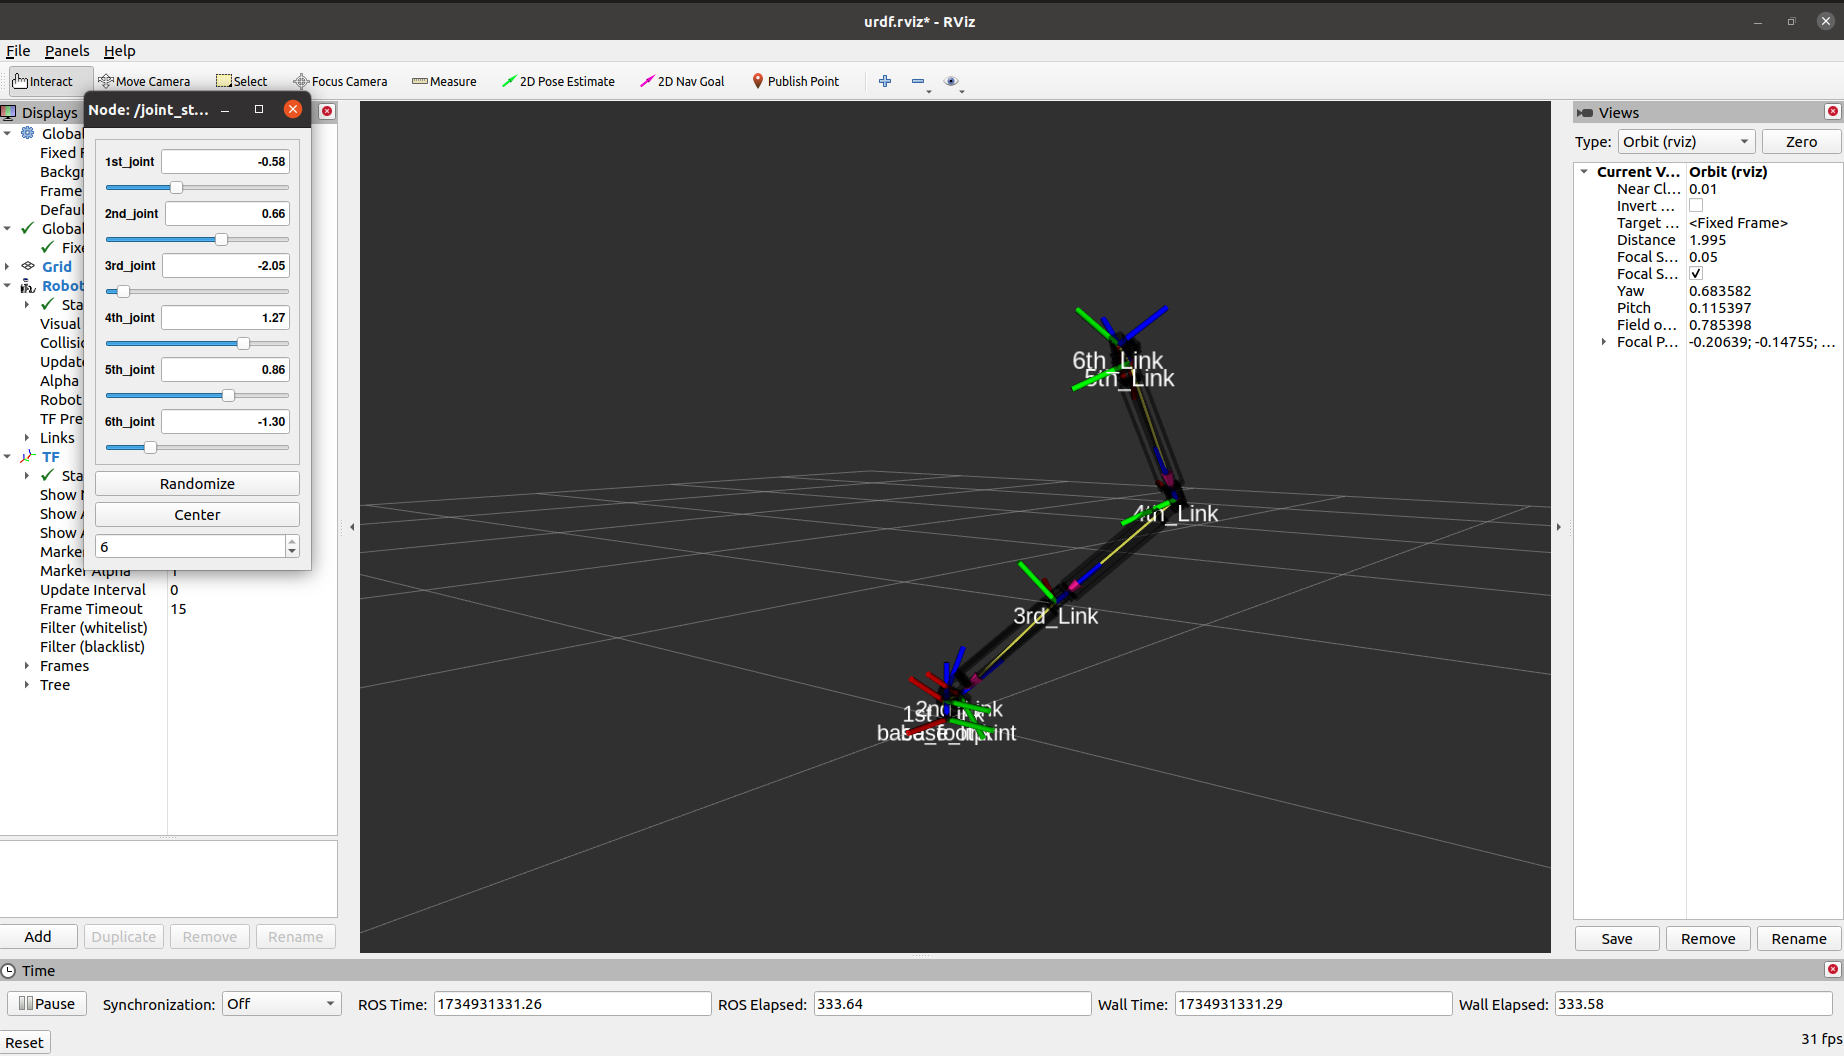 urdf.rviz* - RViz
File Panels Help
Interact Move Camera Select Focus Camera Measure 2D Pose Estimate 2D Nav Goal Publish Point
Displays
Node: /joint_st...
1st_joint -0.58
2nd_joint 0.66
3rd_joint -2.05
4th_joint 1.27
5th_joint 0.86
6th_joint -1.30
Randomize
Center
6
Global
Fixed F
Backgr
Frame
Defau
Global
Fixe
Grid
Robot
Sta
Visual
Collisio
Update
Alpha
Robot
TF Pre
Links
TF
Sta
Show N
Show A
Show A
Marker
Marker Alpha 1
Update Interval 0
Frame Timeout 15
Filter (whitelist)
Filter (blacklist)
Frames
Tree
Add Duplicate Remove Rename
6th_Link
5th_Link
4th_Link
3rd_Link
2nd_Link
1st_Link
base_footprint
Views
Type: Orbit (rviz) Zero
Current V... Orbit (rviz)
Near Cl... 0.01
Invert ...
Target ... <Fixed Frame>
Distance 1.995
Focal S... 0.05
Focal S...
Yaw 0.683582
Pitch 0.115397
Field o... 0.785398
Focal P... -0.20639; -0.14755; ...
Save Remove Rename
Time
Pause Synchronization: Off ROS Time: 1734931331.26 ROS Elapsed: 333.64 Wall Time: 1734931331.29 Wall Elapsed: 333.58
Reset 31 fps